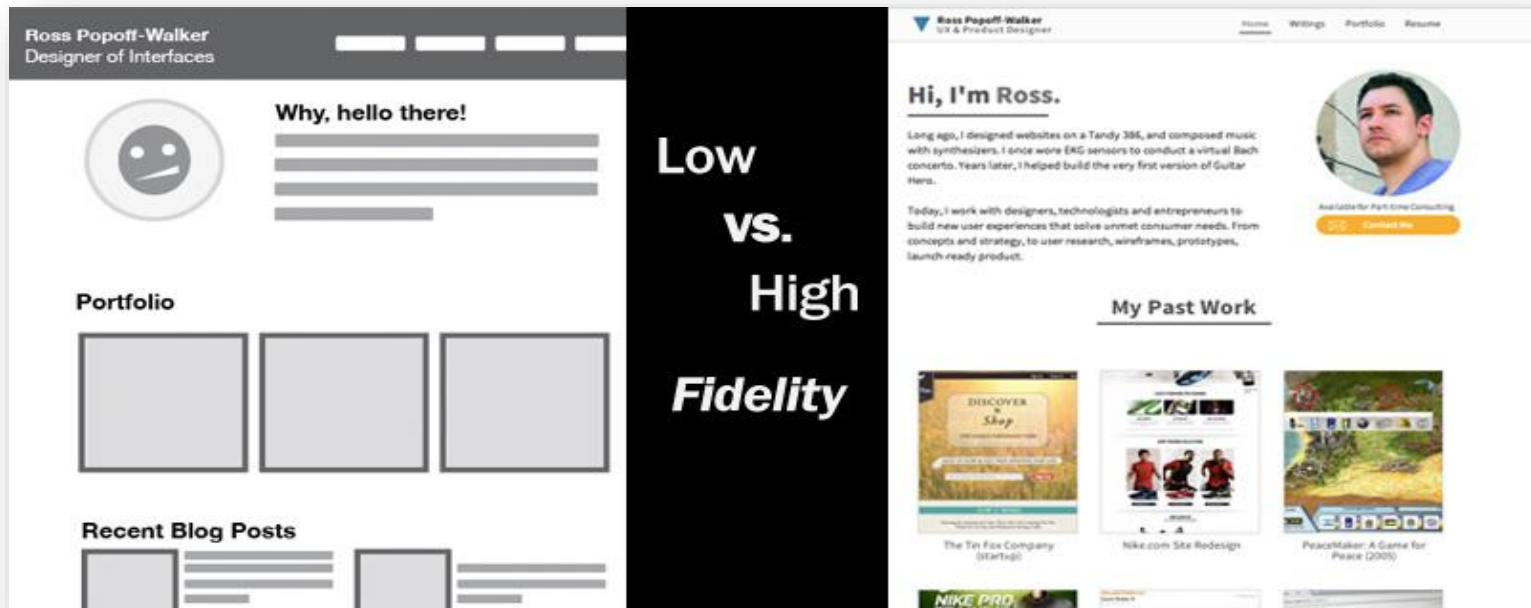 Ross Popoff-Walker
Designer of Interfaces
Why, hello there!
Portfolio
Recent Blog Posts
Low
vs.
High
Fidelity
Ross Popoff-Walker
UX & Product Designer
Home Writings Portfolio Resume
Hi, I'm Ross.
Long ago, I designed websites on a Tandy 386, and composed music
with synthesizers. I once wore EKG sensors to conduct a virtual Bach
concerto. Years later, I helped build the very first version of Guitar
Hero.
Today, I work with designers, technologists and entrepreneurs to
build new user experiences that solve unmet consumer needs. From
concepts and strategy, to user research, wireframes, prototypes,
launch-ready product.
Available for Part-time Consulting
Contact Me
My Past Work
DISCOVER
Shop
The Tin Fox Company
(startup)
Nike.com Site Redesign
PeaceMaker: A Game for
Peace (2005)
NIKE PRO